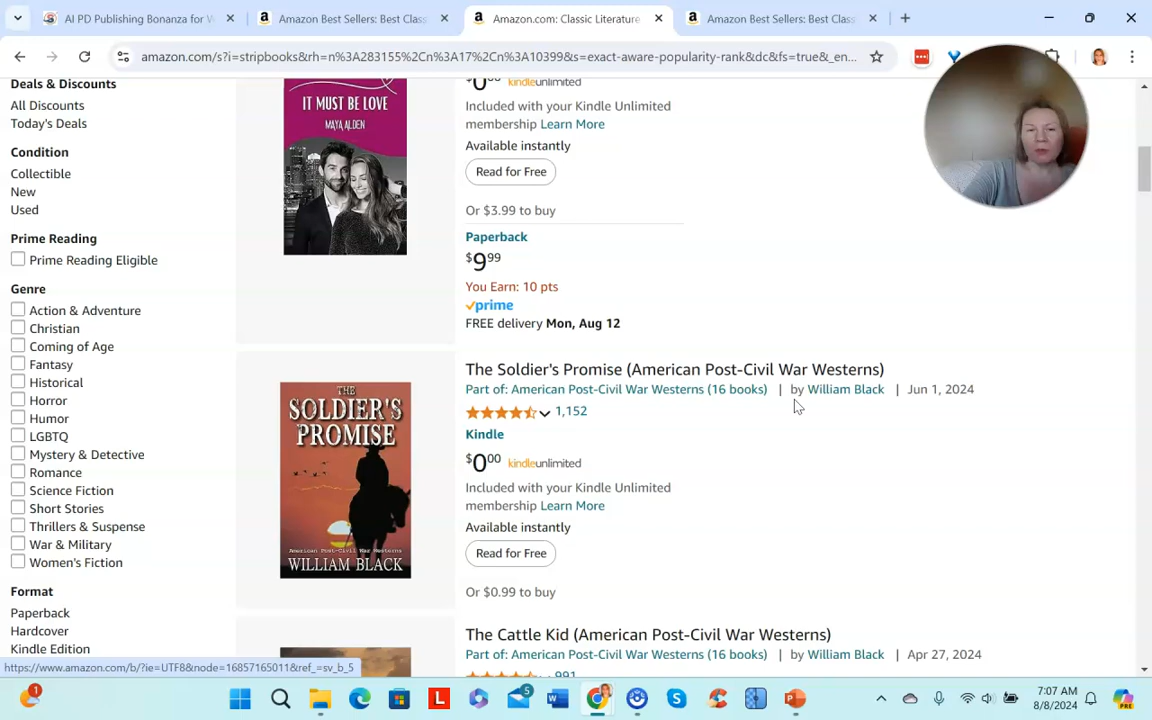 AI PD Publishing Bonanza for W
Amazon Best Sellers: Best Class
Amazon.com: Classic Literature
Amazon Best Sellers: Best Class
amazon.com/s?i=stripbooks&rh=n%3A283155%2Cn%3A17%2Cn%3A10399&s=exact-aware-popularity-rank&dc&fs=true&_en...
Deals & Discounts
All Discounts
Today's Deals
Condition
Collectible
New
Used
Prime Reading
Prime Reading Eligible
Genre
Action & Adventure
Christian
Coming of Age
Fantasy
Historical
Horror
Humor
LGBTQ
Mystery & Detective
Romance
Science Fiction
Short Stories
Thrillers & Suspense
War & Military
Women's Fiction
Format
Paperback
Hardcover
Kindle Edition
IT MUST BE LOVE
MAYA ALDEN
$0.00 kindleunlimited
Included with your Kindle Unlimited
membership Learn More
Available instantly
Read for Free
Or $3.99 to buy
Paperback
$9.99
You Earn: 10 pts
prime
FREE delivery Mon, Aug 12
THE
SOLDIER'S
PROMISE
American Post-Civil War Westerns
WILLIAM BLACK
The Soldier's Promise (American Post-Civil War Westerns)
Part of: American Post-Civil War Westerns (16 books) | by William Black | Jun 1, 2024
1,152
Kindle
$0.00 kindleunlimited
Included with your Kindle Unlimited
membership Learn More
Available instantly
Read for Free
Or $0.99 to buy
The Cattle Kid (American Post-Civil War Westerns)
Part of: American Post-Civil War Westerns (16 books) | by William Black | Apr 27, 2024
991
https://www.amazon.com/b/?ie=UTF8&node=16857165011&ref_=sv_b_5
1
L
5
7:07 AM
8/8/2024
PRE